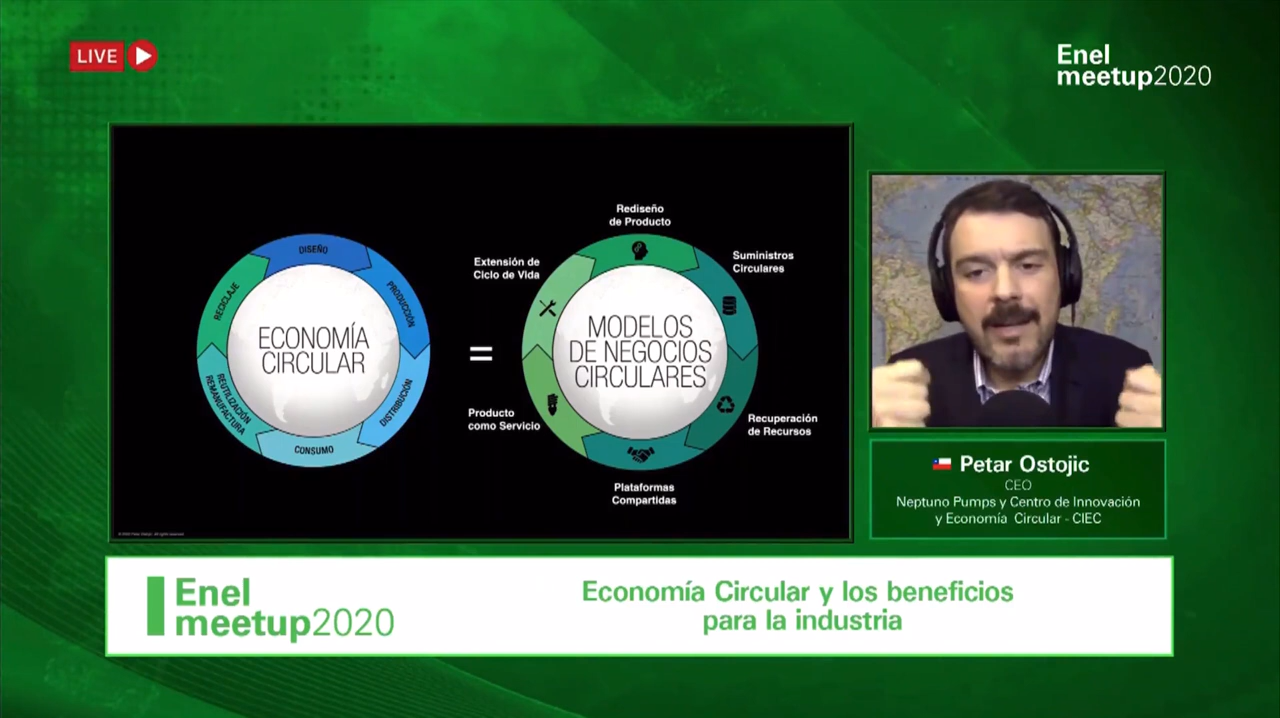 LIVE
Enel
meetup2020
DISEÑO
PRODUCCIÓN
DISTRIBUCIÓN
CONSUMO
REUTILIZACIÓN
REMANUFACTURA
RECICLAJE
ECONOMÍA
CIRCULAR
=
Rediseño
de Producto
Suministros
Circulares
Recuperación
de Recursos
Plataformas
Compartidas
Producto
como Servicio
Extensión de
Ciclo de Vida
MODELOS
DE NEGOCIOS
CIRCULARES
Petar Ostojic
CEO
Neptuno Pumps y Centro de Innovación
y Economía Circular - CIEC
Enel
meetup2020
Economía Circular y los beneficios
para la industria